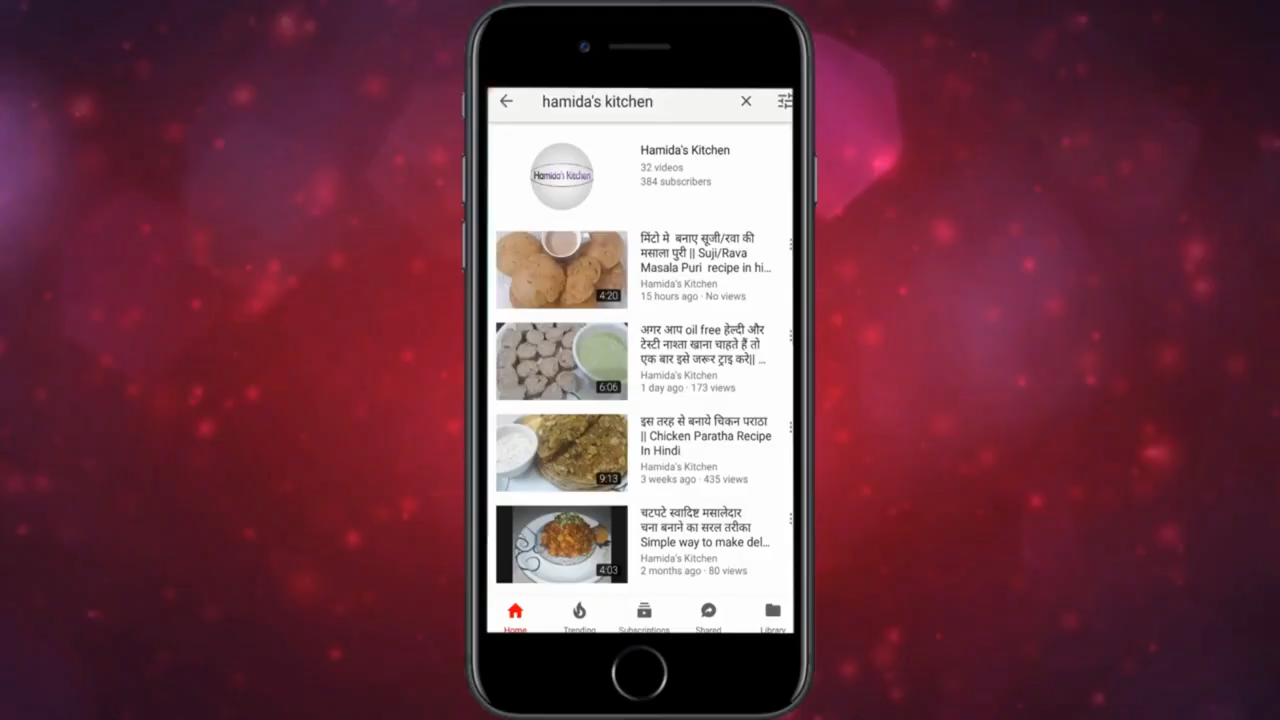 hamida's kitchen
Hamida's Kitchen
Hamida's Kitchen
32 videos
384 subscribers
मिंटो मे बनाए सूजी/रवा की
मसाला पुरी || Suji/Rava
Masala Puri recipe in hi...
Hamida's Kitchen
15 hours ago · No views
4:20
अगर आप oil free हेल्दी और
टेस्टी नाश्ता खाना चाहते हैं तो
एक बार इसे जरूर ट्राइ करे|| ...
Hamida's Kitchen
1 day ago · 173 views
6:06
इस तरह से बनाये चिकन पराठा
|| Chicken Paratha Recipe
In Hindi
Hamida's Kitchen
3 weeks ago · 435 views
9:13
चटपटे स्वादिष्ट मसालेदार
चना बनाने का सरल तरीका
Simple way to make del...
Hamida's Kitchen
2 months ago · 80 views
4:03
Home Trending Subscriptions Shared Library